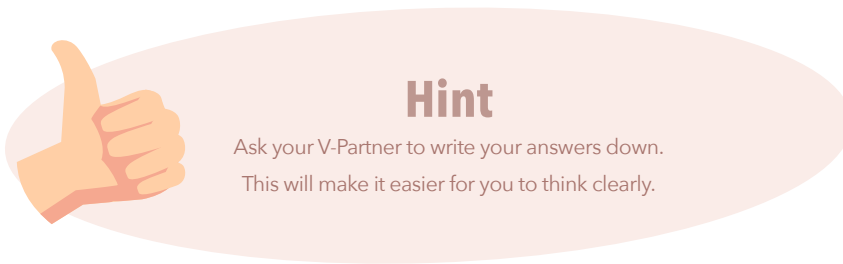 Hint
Ask your V-Partner to write your answers down.
This will make it easier for you to think clearly.